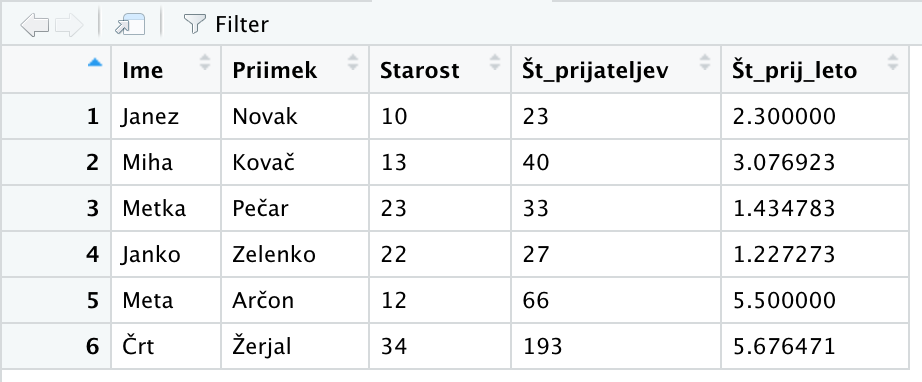 Filter
Ime Priimek Starost Št_prijateljev Št_prij_leto
1 Janez Novak 10 23 2.300000
2 Miha Kovač 13 40 3.076923
3 Metka Pečar 23 33 1.434783
4 Janko Zelenko 22 27 1.227273
5 Meta Arčon 12 66 5.500000
6 Črt Žerjal 34 193 5.676471